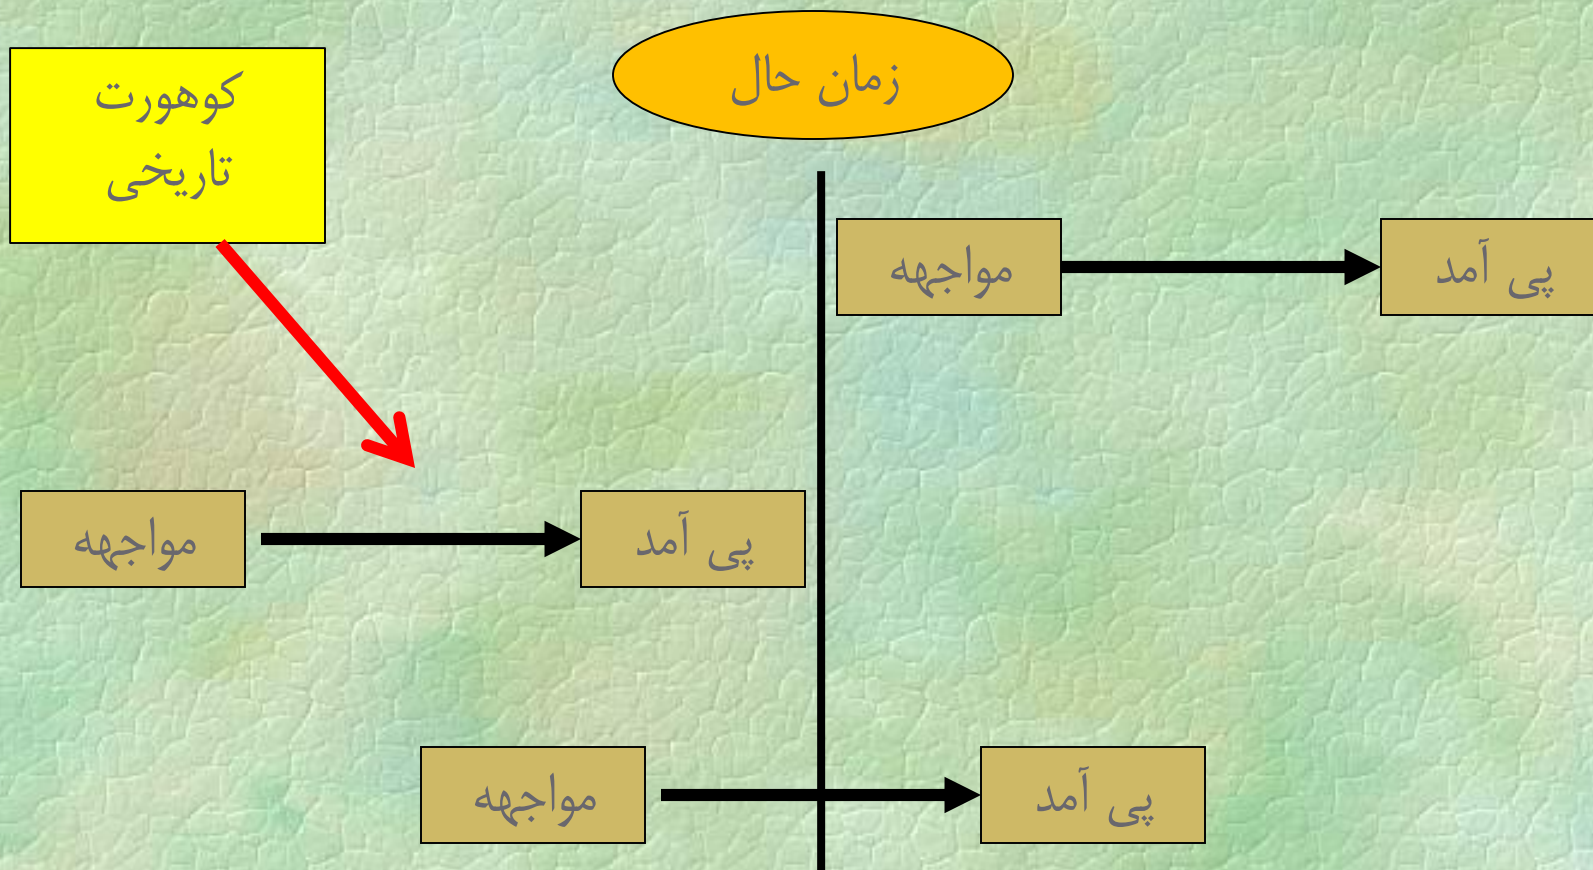 زمان حال
کوهورت
تاریخی
مواجهه
پی آمد
مواجهه
پی آمد
مواجهه
پی آمد